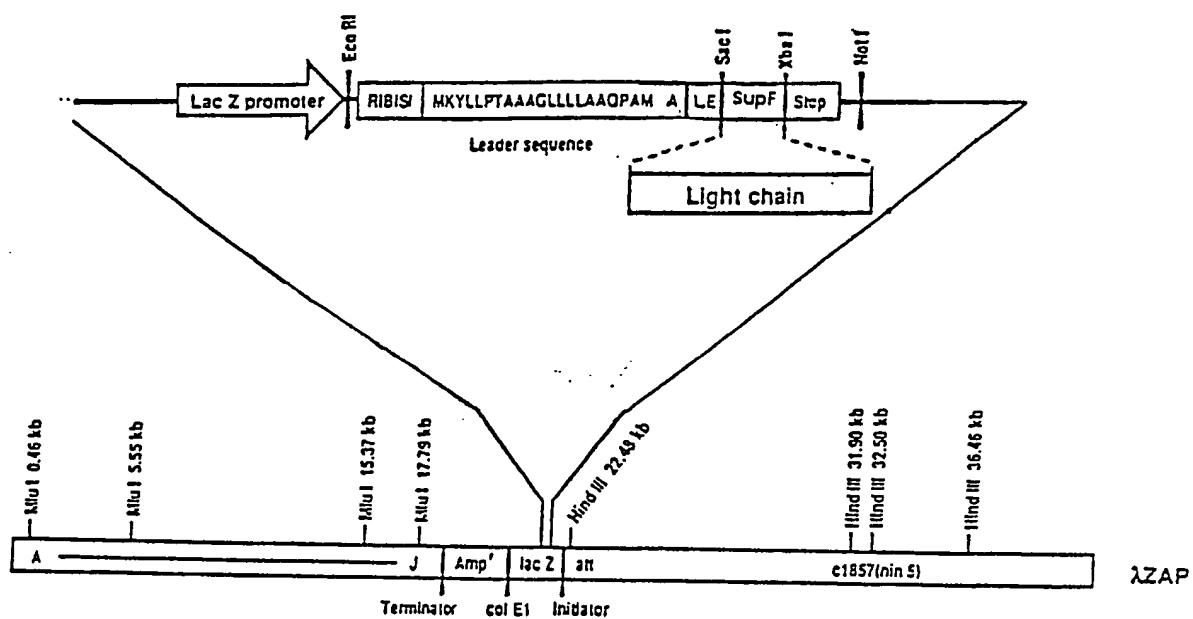 Eco RI
Sac I
Xba I
Not I
Lac Z promoter
RIBISI
MKYLLPTAAAGLLLLAAQPAM A
LE
SupF
Stop
Leader sequence
Light chain
Mlu I 0.46 kb
Mlu I 5.55 kb
Mlu I 15.37 kb
Mlu I 17.79 kb
Hind III 22.48 kb
Hind III 31.90 kb
Hind III 32.50 kb
Hind III 36.46 kb
A
J
Amp^r
lac Z
att
c1857(nin 5)
λZAP
Terminator
col E1
Initiator